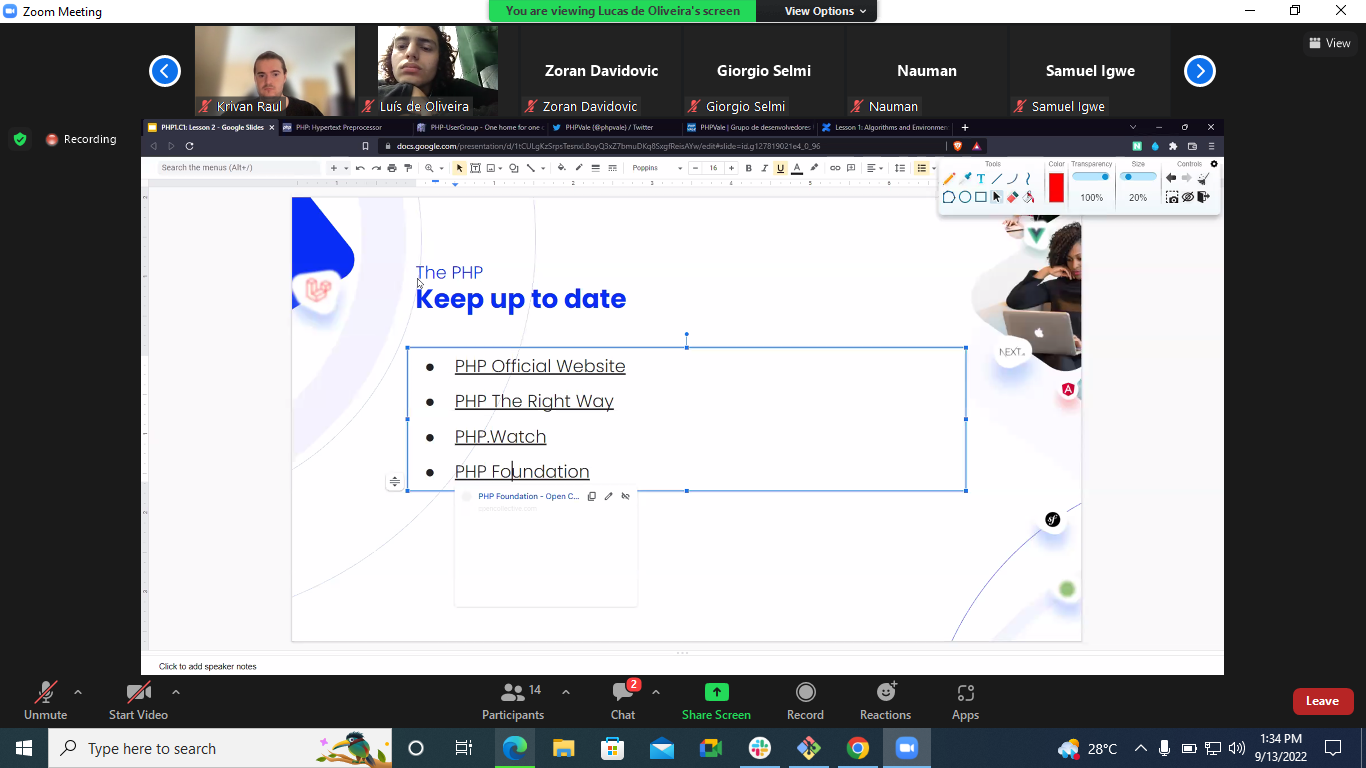 Zoom Meeting
You are viewing Lucas de Oliveira's screen
View Options
View
Recording
Krivan Raul
Luís de Oliveira
Zoran Davidovic
Zoran Davidovic
Giorgio Selmi
Giorgio Selmi
Nauman
Nauman
Samuel Igwe
Samuel Igwe
PHP1.C1: Lesson 2 - Google Slides
PHP: Hypertext Preprocessor
PHP-UserGroup - One home for one
PHPVale (@phpvale) / Twitter
PHPVale | Grupo de desenvolvedores
Lesson 1: Algorithms and Environmen
docs.google.com/presentation/d/
Search the menus (Alt+/)
Poppins
16
B I U A
Tools
Color
Transparency
Size
Controls
100%
20%
The PHP
Keep up to date
PHP Official Website
PHP The Right Way
PHP.Watch
PHP Foundation
PHP Foundation - Open C...
opencollective.com
NEXT
Click to add speaker notes
Unmute
Start Video
Participants
14
Chat
2
Share Screen
Record
Reactions
Apps
Leave
Type here to search
28°C
1:34 PM
9/13/2022